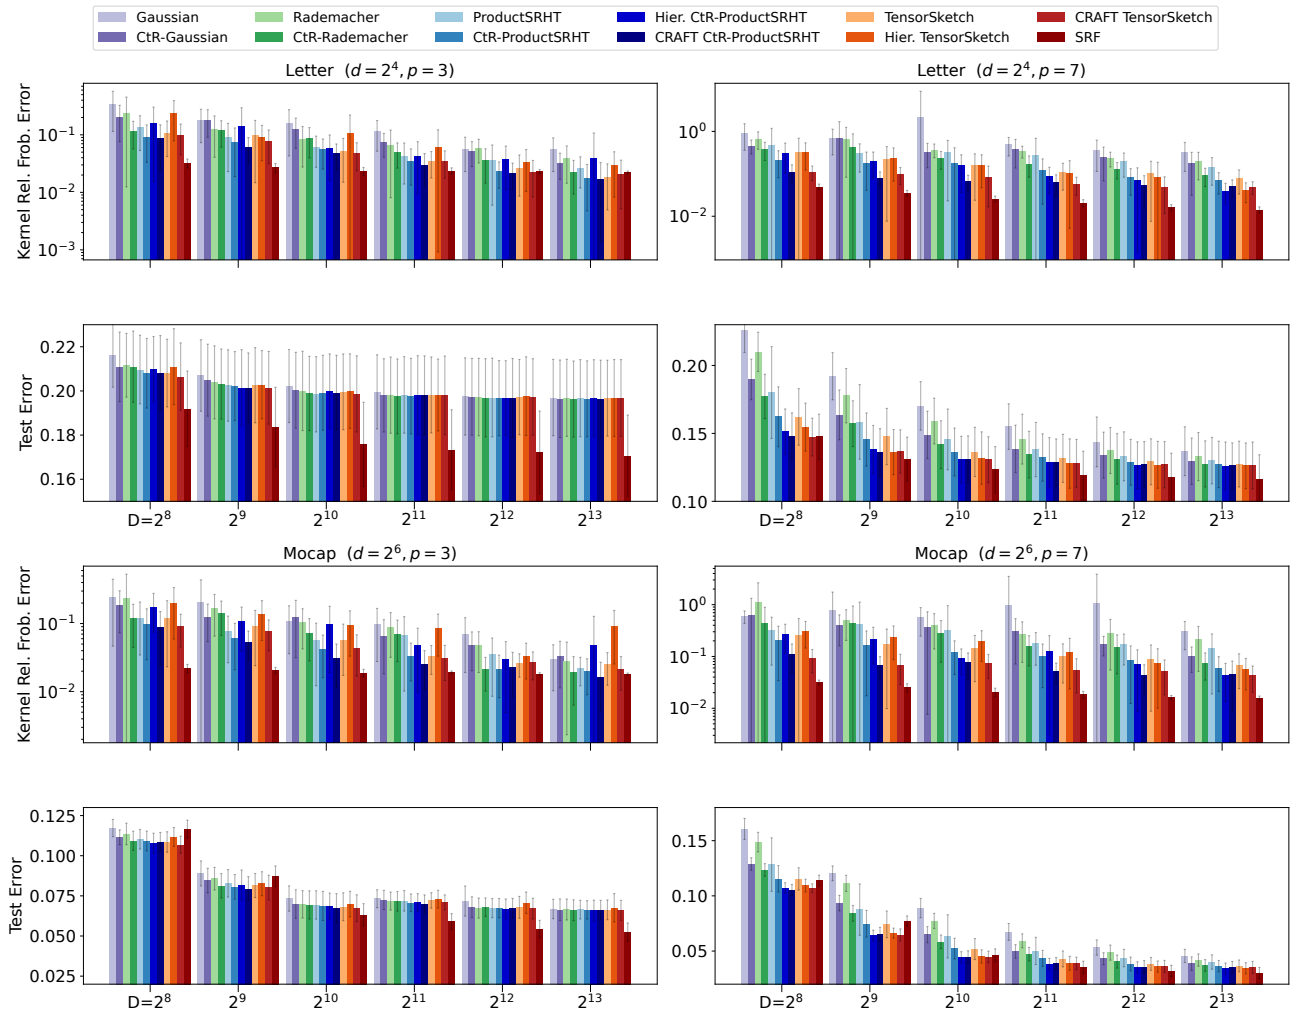 Gaussian Rademacher ProductSRHT Hier. CtR-ProductSRHT TensorSketch CRAFT TensorSketch
CtR-Gaussian CtR-Rademacher CtR-ProductSRHT CRAFT CtR-ProductSRHT Hier. TensorSketch SRF
Letter (d = 2⁴, p = 3)
Kernel Rel. Frob. Error
10⁻¹
10⁻²
10⁻³
Letter (d = 2⁴, p = 7)
10⁰
10⁻²
Test Error
0.22
0.20
0.18
0.16
D=2⁸ 2⁹ 2¹⁰ 2¹¹ 2¹² 2¹³
0.20
0.15
0.10
D=2⁸ 2⁹ 2¹⁰ 2¹¹ 2¹² 2¹³
Mocap (d = 2⁶, p = 3)
Kernel Rel. Frob. Error
10⁻¹
10⁻²
Mocap (d = 2⁶, p = 7)
10⁰
10⁻¹
10⁻²
Test Error
0.125
0.100
0.075
0.050
0.025
D=2⁸ 2⁹ 2¹⁰ 2¹¹ 2¹² 2¹³
0.15
0.10
0.05
D=2⁸ 2⁹ 2¹⁰ 2¹¹ 2¹² 2¹³